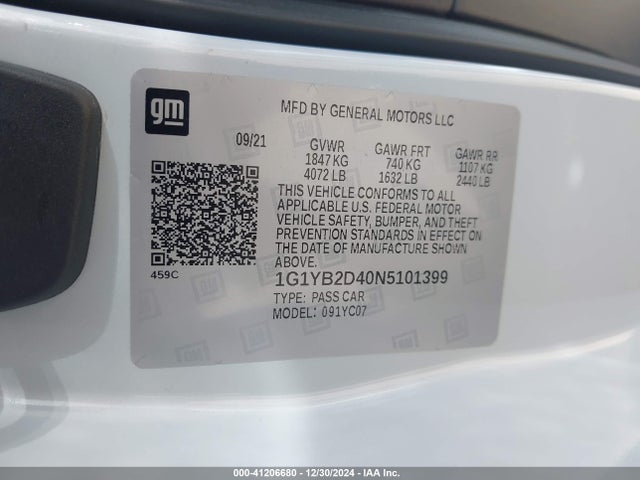 gm
MFD BY GENERAL MOTORS LLC
09/21 GVWR GAWR FRT GAWR RR
1847 KG 740 KG 1107 KG
4072 LB 1632 LB 2440 LB
THIS VEHICLE CONFORMS TO ALL
APPLICABLE U.S. FEDERAL MOTOR
VEHICLE SAFETY, BUMPER, AND THEFT
PREVENTION STANDARDS IN EFFECT ON
THE DATE OF MANUFACTURE SHOWN
ABOVE.
459C
1G1YB2D40N5101399
TYPE: PASS CAR
MODEL: 091YC07
000-41206680 - 12/30/2024 - IAA Inc.